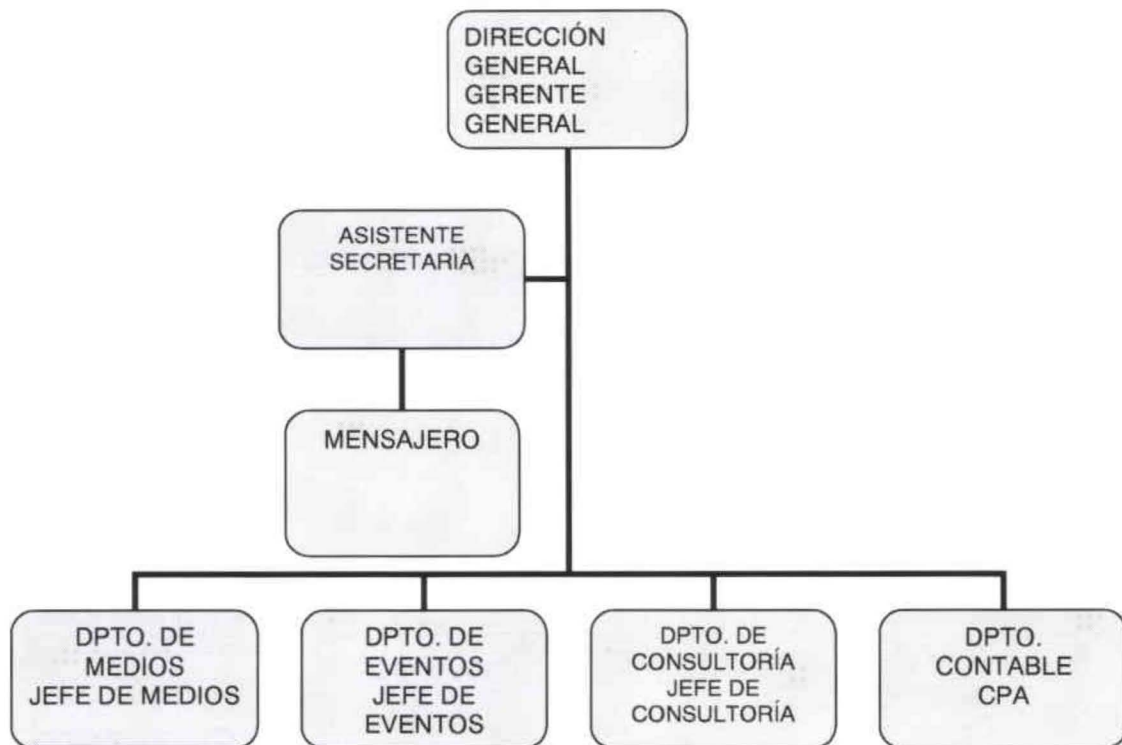 DIRECCIÓN
GENERAL
GERENTE
GENERAL
ASISTENTE
SECRETARIA
MENSAJERO
DPTO. DE
MEDIOS
JEFE DE MEDIOS
DPTO. DE
EVENTOS
JEFE DE
EVENTOS
DPTO. DE
CONSULTORÍA
JEFE DE
CONSULTORÍA
DPTO.
CONTABLE
CPA